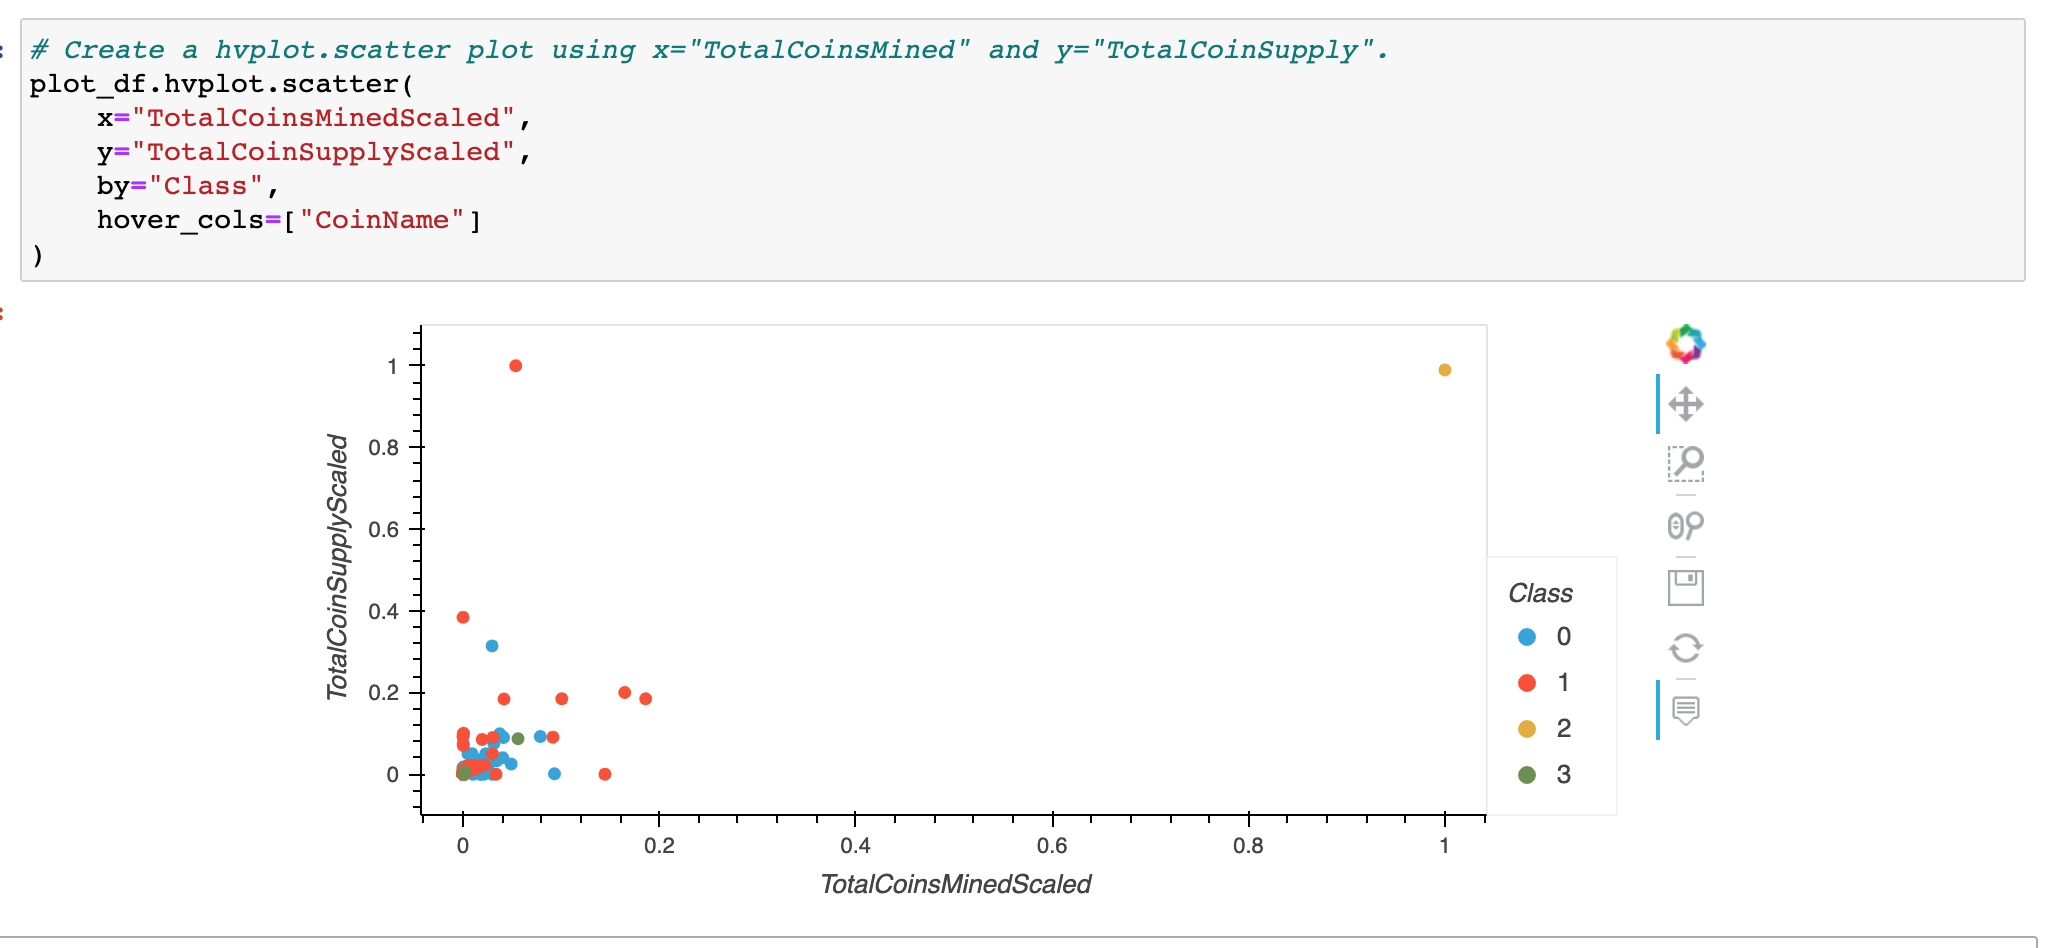 # Create a hvplot.scatter plot using x="TotalCoinsMined" and y="TotalCoinSupply".
plot_df.hvplot.scatter(
    x="TotalCoinsMinedScaled",
    y="TotalCoinSupplyScaled",
    by="Class",
    hover_cols=["CoinName"]
)
TotalCoinSupplyScaled
1
0.8
0.6
0.4
0.2
0
0 0.2 0.4 0.6 0.8 1
TotalCoinsMinedScaled
Class
0
1
2
3